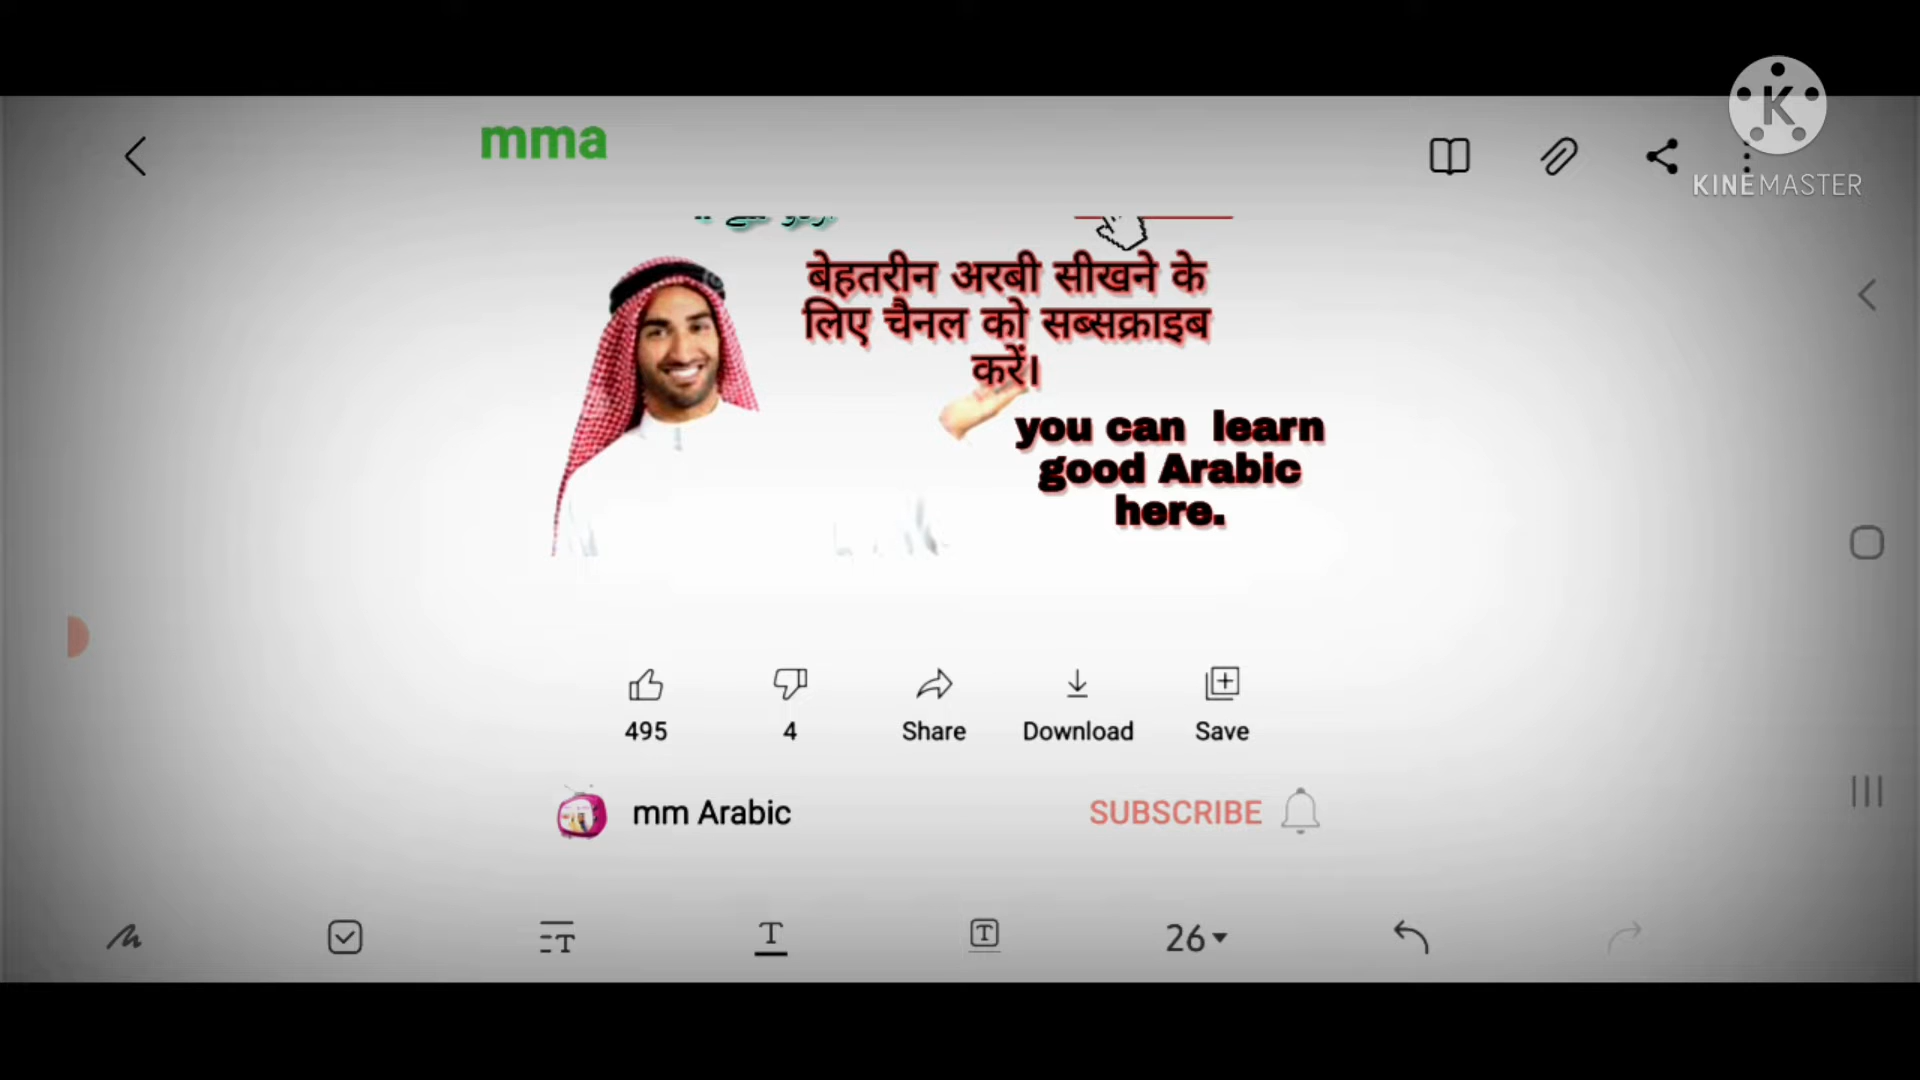 mma
KINEMASTER
बेहतरीन अरबी सीखने के
लिए चैनल को सब्सक्राइब
करें।
you can learn
good Arabic
here.
495
4
Share
Download
Save
mm Arabic
SUBSCRIBE
26